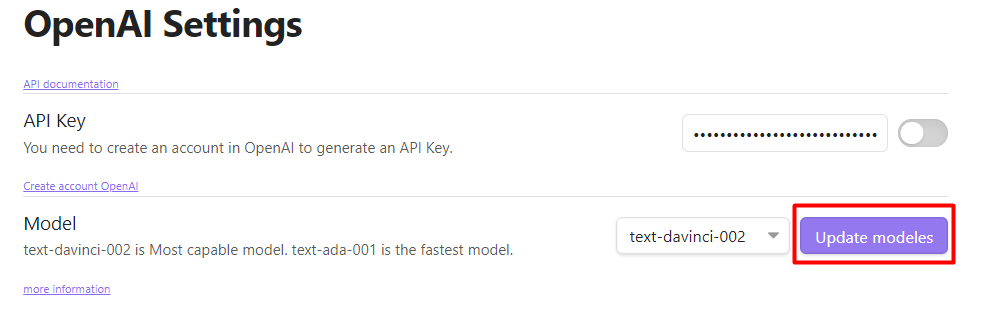 OpenAI Settings
API documentation
API Key
••••••••••••••••••••••••••••
You need to create an account in OpenAI to generate an API Key.
Create account OpenAI
Model
text-davinci-002 Update modeles
text-davinci-002 is Most capable model. text-ada-001 is the fastest model.
more information